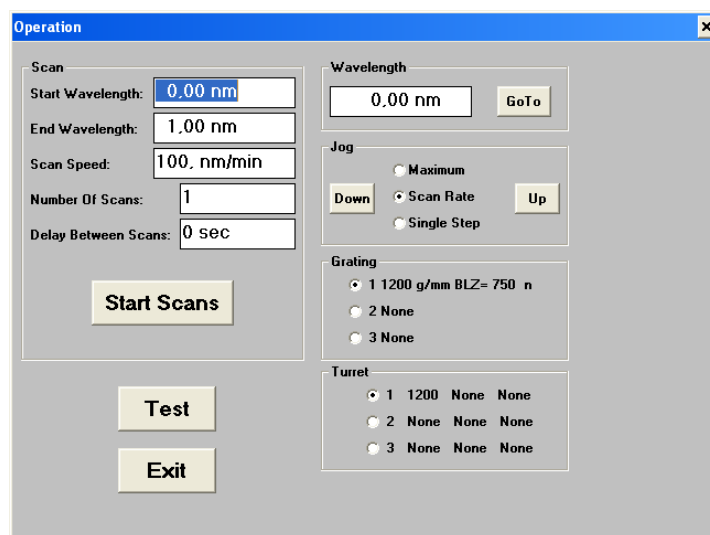 Operation
Scan
Start Wavelength: 0,00 nm
End Wavelength: 1,00 nm
Scan Speed: 100, nm/min
Number Of Scans: 1
Delay Between Scans: 0 sec
Start Scans
Test
Exit
Wavelength
0,00 nm GoTo
Jog
Maximum
Down Scan Rate Up
Single Step
Grating
1 1200 g/mm BLZ= 750 n
2 None
3 None
Turret
1 1200 None None
2 None None None
3 None None None